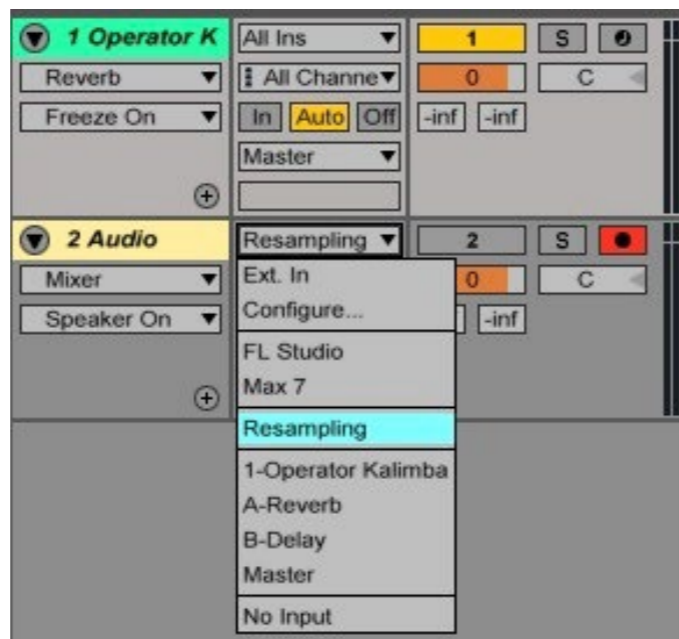 1 Operator K All Ins 1 S
Reverb All Channe 0 C
Freeze On In Auto Off -inf -inf
Master
2 Audio Resampling 2 S
Mixer Ext. In 0 C
Speaker On Configure... -inf
FL Studio
Max 7
Resampling
1-Operator Kalimba
A-Reverb
B-Delay
Master
No Input